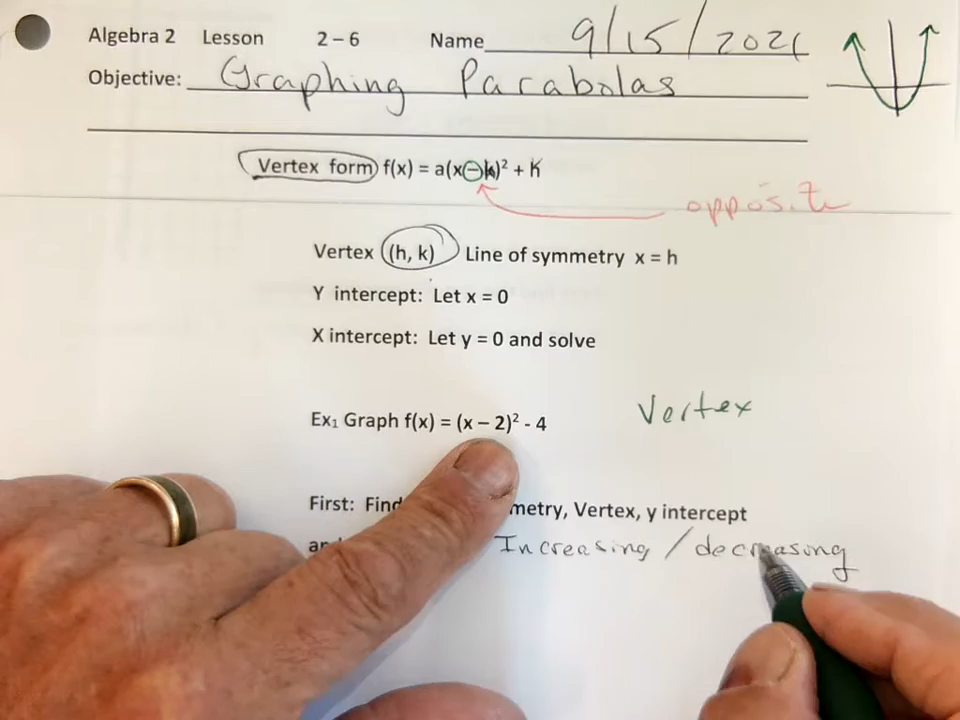 Algebra 2 Lesson 2 – 6 Name 9/15/2021
Objective: Graphing Parabolas
Vertex form f(x) = a(x – h)² + K
opposite
Vertex (h, k) Line of symmetry x = h
Y intercept: Let x = 0
X intercept: Let y = 0 and solve
Ex₁ Graph f(x) = (x – 2)² - 4 Vertex
First: Find metry, Vertex, y intercept
Increasing / decreasing